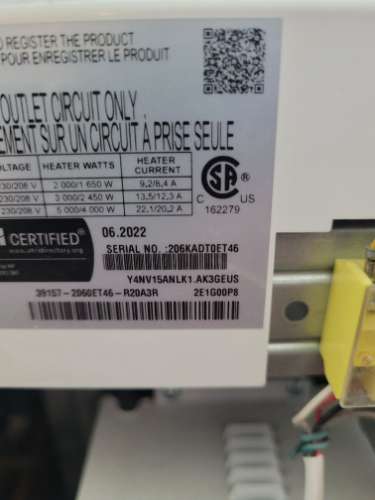 O REGISTER THE PRODUCT
POUR ENREGISTRER LE PRODUIT
OUTLET CIRCUIT ONLY.
EMENT SUR UN CIRCUIT À PRISE SEULE
OLTAGE HEATER WATTS HEATER CURRENT
230/208 V 2 000/1 650 W 9,2/8,4 A
230/208 V 3 000/2 450 W 13,5/12,3 A
230/208 V 5 000/4 000 W 22,1/20,2 A
C US
162279
CERTIFIED
www.ahridirectory.org
06.2022
SERIAL NO. :206KADT0ET46
Y4NV15ANLK1.AK3GEUS
39157-2060ET46-R20A3R 2E1G00P8